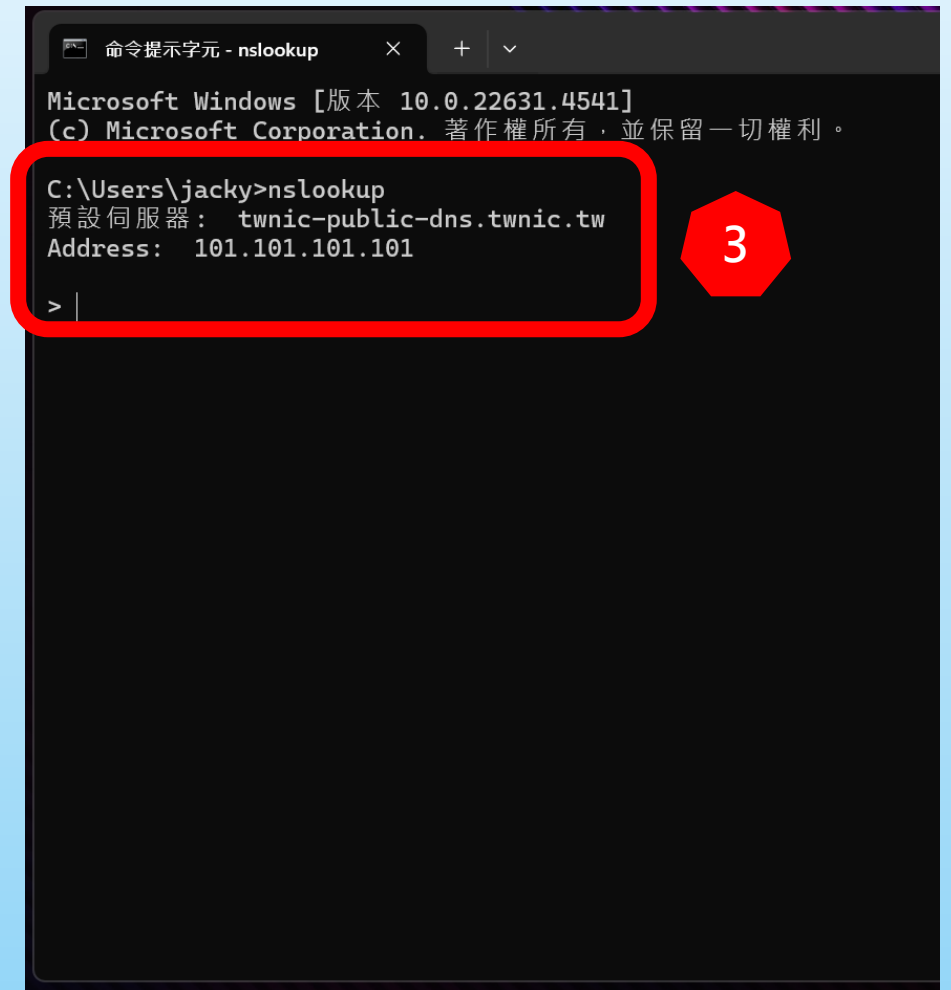 命令提示字元 - nslookup
Microsoft Windows [版本 10.0.22631.4541]
(c) Microsoft Corporation. 著作權所有，並保留一切權利。
C:\Users\jacky>nslookup
預設伺服器:  twnic-public-dns.twnic.tw
Address:  101.101.101.101
>
3